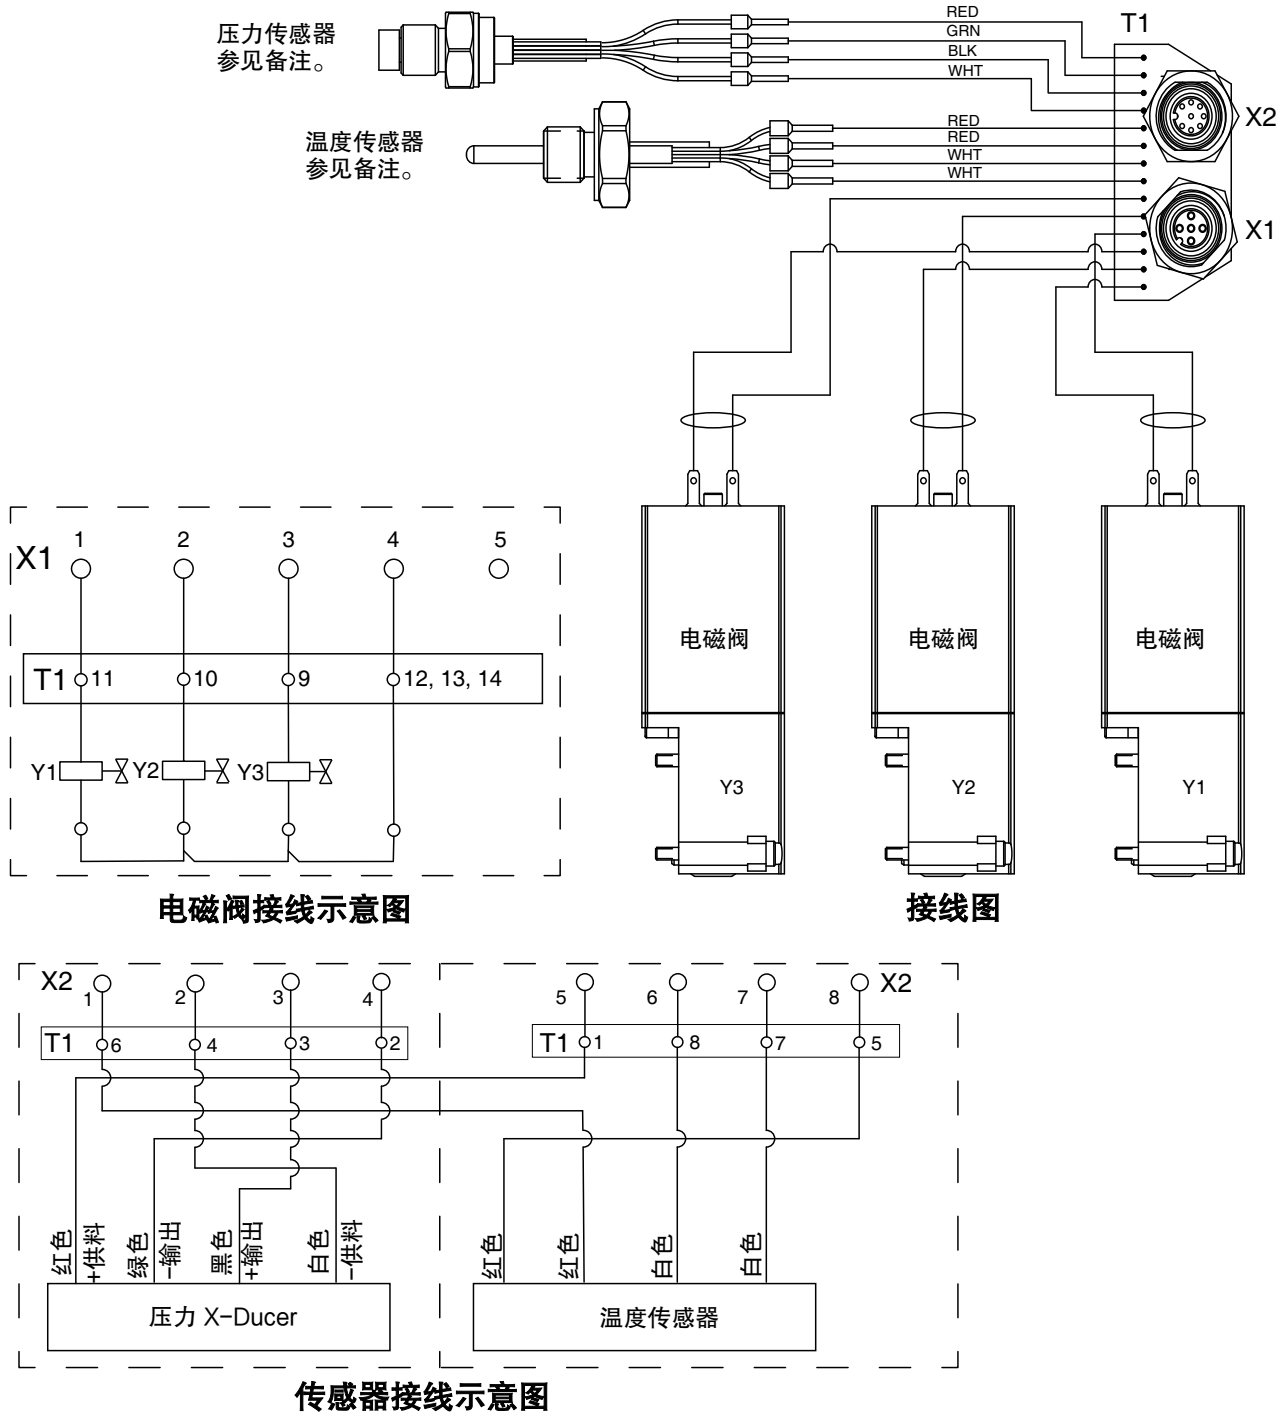 压力传感器
参见备注。
RED
GRN
BLK
WHT
T1
X2
温度传感器
参见备注。
RED
RED
WHT
WHT
X1
X1
1
2
3
4
5
T1
11
10
9
12, 13, 14
Y1
Y2
Y3
电磁阀接线示意图
电磁阀
电磁阀
电磁阀
Y3
Y2
Y1
接线图
X2
1
2
3
4
T1
6
4
3
2
5
6
7
8
X2
T1
1
8
7
5
红色
+供料
绿色
–输出
黑色
+输出
白色
–供料
红色
红色
白色
白色
压力 X–Ducer
温度传感器
传感器接线示意图